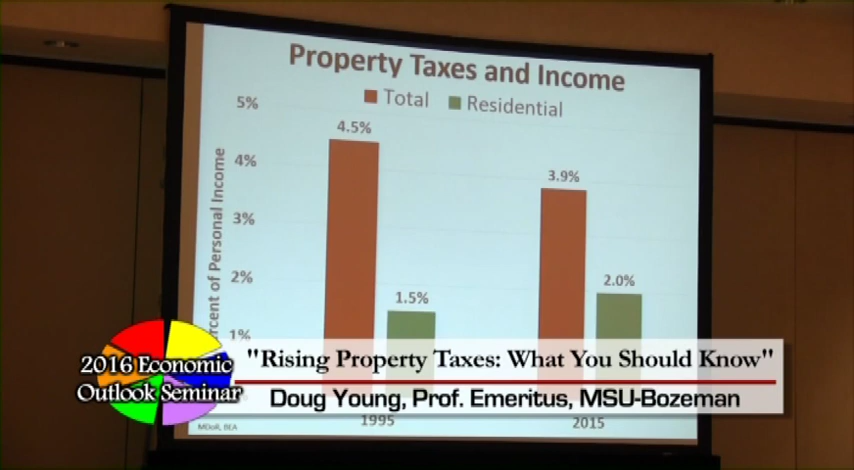 Property Taxes and Income
Total Residential
5%
4.5%
4%
3.9%
3%
2%
2.0%
1.5%
1%
of Personal Income
"Rising Property Taxes: What You Should Know"
2016 Economic
Outlook Seminar
Doug Young, Prof. Emeritus, MSU-Bozeman
1995 2015
MDoR, BEA